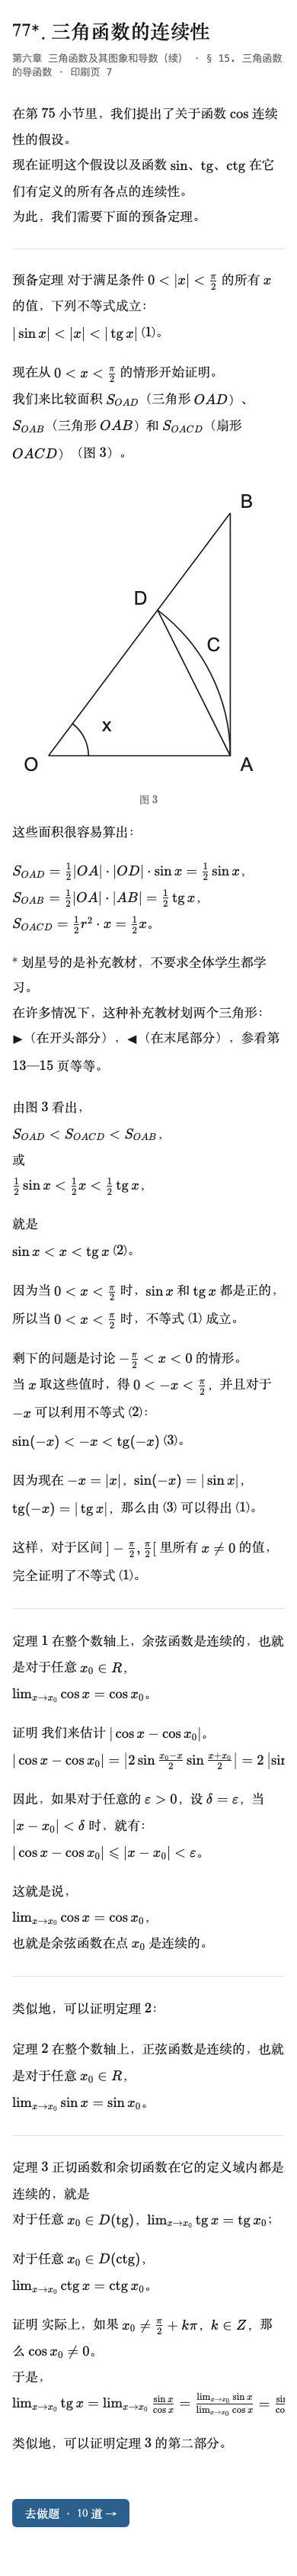 77*. 三角函数的连续性
第六章 三角函数及其图象和导数（续） · § 15. 三角函数
的导函数 · 印刷页 7
在第 75 小节里，我们提出了关于函数 cos 连续
性的假设。
现在证明这个假设以及函数 sin、tg、ctg 在它
们有定义的所有各点的连续性。
为此，我们需要下面的预备定理。
预备定理 对于满足条件 0 < |x| < π/2 的所有 x
的值，下列不等式成立：
| sin x| < |x| < | tg x| (1)。
现在从 0 < x < π/2 的情形开始证明。
我们来比较面积 S_{OAD}（三角形 OAD）、
S_{OAB}（三角形 OAB）和 S_{OACD}（扇形
OACD）（图 3）。
B
D
C
x
O
A
图 3
这些面积很容易算出：
S_{OAD} = 1/2|OA| · |OD| · sin x = 1/2 sin x，
S_{OAB} = 1/2|OA| · |AB| = 1/2 tg x，
S_{OACD} = 1/2 r² · x = 1/2 x。
* 划星号的是补充教材，不要求全体学生都学
习。
在许多情况下，这种补充教材划两个三角形：
▶（在开头部分），◀（在末尾部分），参看第
13—15 页等等。
由图 3 看出，
S_{OAD} < S_{OACD} < S_{OAB}，
或
1/2 sin x < 1/2 x < 1/2 tg x，
就是
sin x < x < tg x (2)。
因为当 0 < x < π/2 时，sin x 和 tg x 都是正的，
所以当 0 < x < π/2 时，不等式 (1) 成立。
剩下的问题是讨论 −π/2 < x < 0 的情形。
当 x 取这些值时，得 0 < −x < π/2，并且对于
−x 可以利用不等式 (2)：
sin(−x) < −x < tg(−x) (3)。
因为现在 −x = |x|，sin(−x) = | sin x|，
tg(−x) = | tg x|，那么由 (3) 可以得出 (1)。
这样，对于区间 ] − π/2, π/2 [ 里所有 x ≠ 0 的值，
完全证明了不等式 (1)。
定理 1 在整个数轴上，余弦函数是连续的，也就
是对于任意 x₀ ∈ R，
lim_{x→x₀} cos x = cos x₀。
证明 我们来估计 | cos x − cos x₀|。
| cos x − cos x₀| = |2 sin (x₀−x)/2 sin (x+x₀)/2| = 2 |sin
因此，如果对于任意的 ε > 0，设 δ = ε，当
|x − x₀| < δ 时，就有：
| cos x − cos x₀| ⩽ |x − x₀| < ε。
这就是说，
lim_{x→x₀} cos x = cos x₀，
也就是余弦函数在点 x₀ 是连续的。
类似地，可以证明定理 2：
定理 2 在整个数轴上，正弦函数是连续的，也就
是对于任意 x₀ ∈ R，
lim_{x→x₀} sin x = sin x₀。
定理 3 正切函数和余切函数在它的定义域内都是
连续的，就是
对于任意 x₀ ∈ D(tg)，lim_{x→x₀} tg x = tg x₀；
对于任意 x₀ ∈ D(ctg)，
lim_{x→x₀} ctg x = ctg x₀。
证明 实际上，如果 x₀ ≠ π/2 + kπ，k ∈ Z，那
么 cos x₀ ≠ 0。
于是，
lim_{x→x₀} tg x = lim_{x→x₀} sin x/cos x = lim_{x→x₀} sin x/lim_{x→x₀} cos x =
类似地，可以证明定理 3 的第二部分。
去做题 · 10 道 →